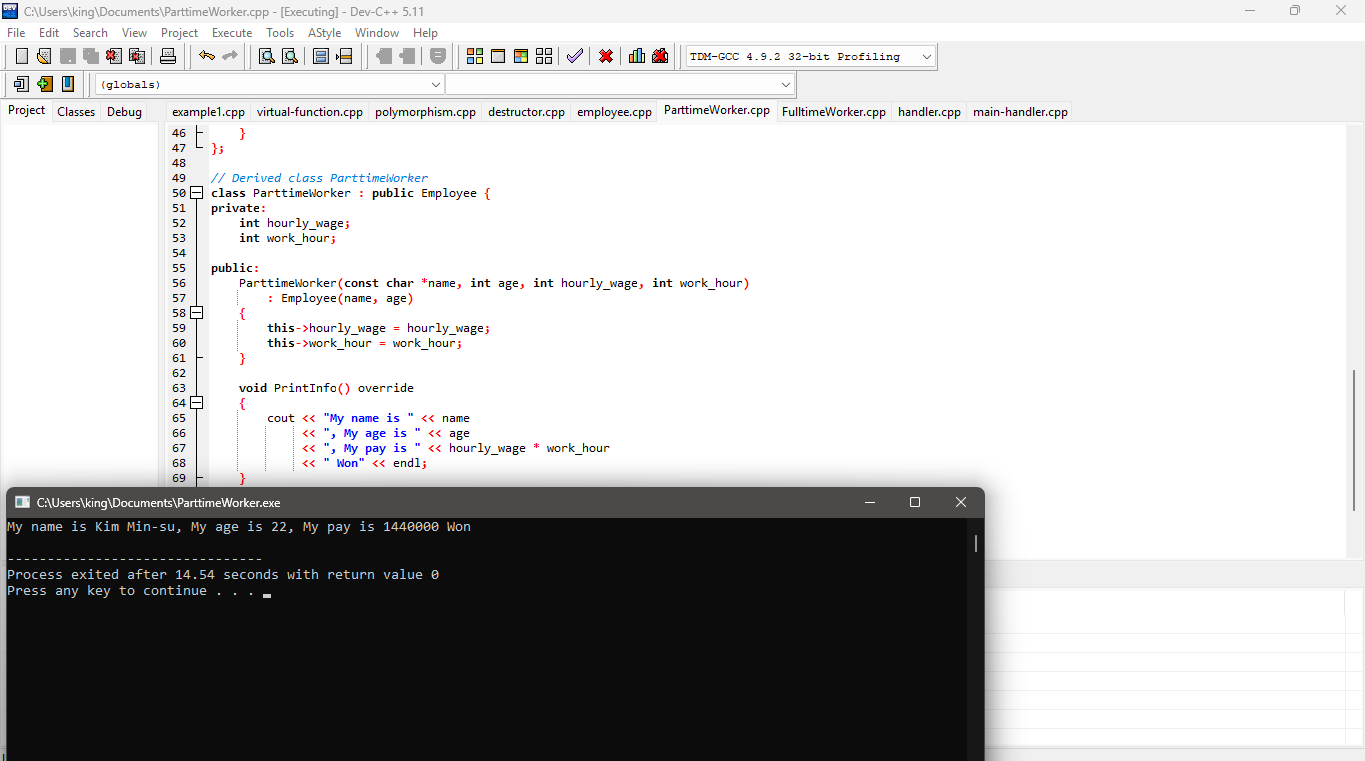 C:\Users\king\Documents\ParttimeWorker.cpp - [Executing] - Dev-C++ 5.11
File Edit Search View Project Execute Tools AStyle Window Help
TDM-GCC 4.9.2 32-bit Profiling
(globals)
Project Classes Debug example1.cpp virtual-function.cpp polymorphism.cpp destructor.cpp employee.cpp ParttimeWorker.cpp FulltimeWorker.cpp handler.cpp main-handler.cpp
46 }
47 };
48
49 // Derived class ParttimeWorker
50 class ParttimeWorker : public Employee {
51 private:
52 int hourly_wage;
53 int work_hour;
54
55 public:
56 ParttimeWorker(const char *name, int age, int hourly_wage, int work_hour)
57 : Employee(name, age)
58 {
59 this->hourly_wage = hourly_wage;
60 this->work_hour = work_hour;
61 }
62
63 void PrintInfo() override
64 {
65 cout << "My name is " << name
66 << ", My age is " << age
67 << ", My pay is " << hourly_wage * work_hour
68 << " Won" << endl;
69 }
C:\Users\king\Documents\ParttimeWorker.exe
My name is Kim Min-su, My age is 22, My pay is 1440000 Won
--------------------------------
Process exited after 14.54 seconds with return value 0
Press any key to continue . . .